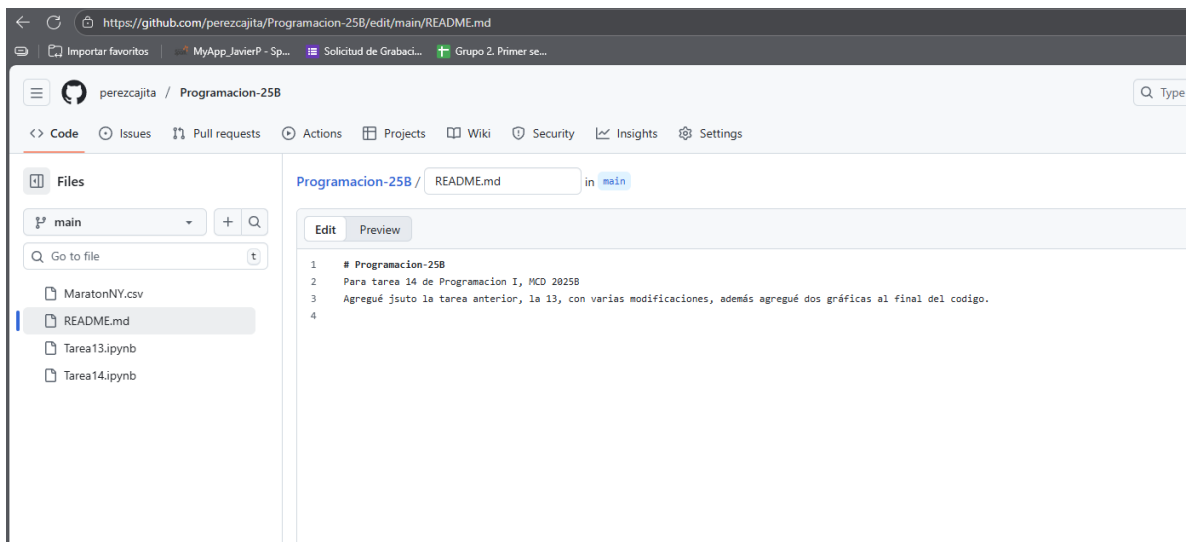 https://github.com/perezcajita/Programacion-25B/edit/main/README.md
Importar favoritos
MyApp_JavierP - Sp...
Solicitud de Grabaci...
Grupo 2. Primer se...
perezcajita / Programacion-25B
Type
Code
Issues
Pull requests
Actions
Projects
Wiki
Security
Insights
Settings
Files
Programacion-25B / README.md in main
main
Edit Preview
Go to file t
1 # Programacion-25B
2 Para tarea 14 de Programacion I, MCD 2025B
3 Agregué jsuto la tarea anterior, la 13, con varias modificaciones, además agregué dos gráficas al final del codigo.
4
MaratonNY.csv
README.md
Tarea13.ipynb
Tarea14.ipynb